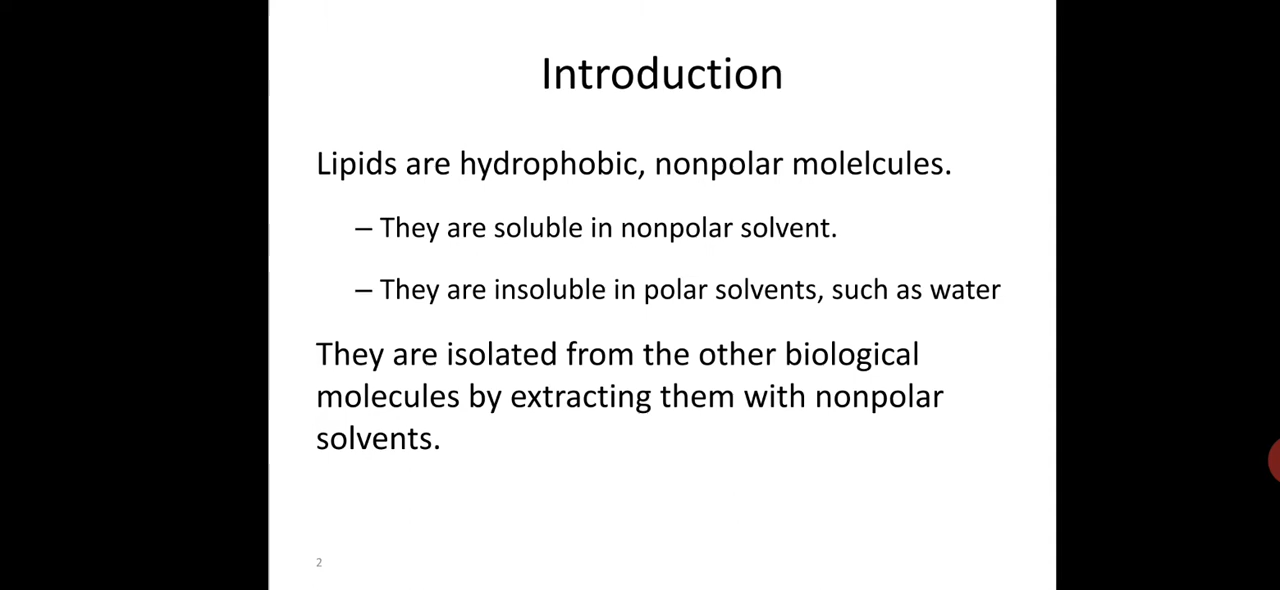 Introduction
Lipids are hydrophobic, nonpolar molelcules.
– They are soluble in nonpolar solvent.
– They are insoluble in polar solvents, such as water
They are isolated from the other biological
molecules by extracting them with nonpolar
solvents.
2